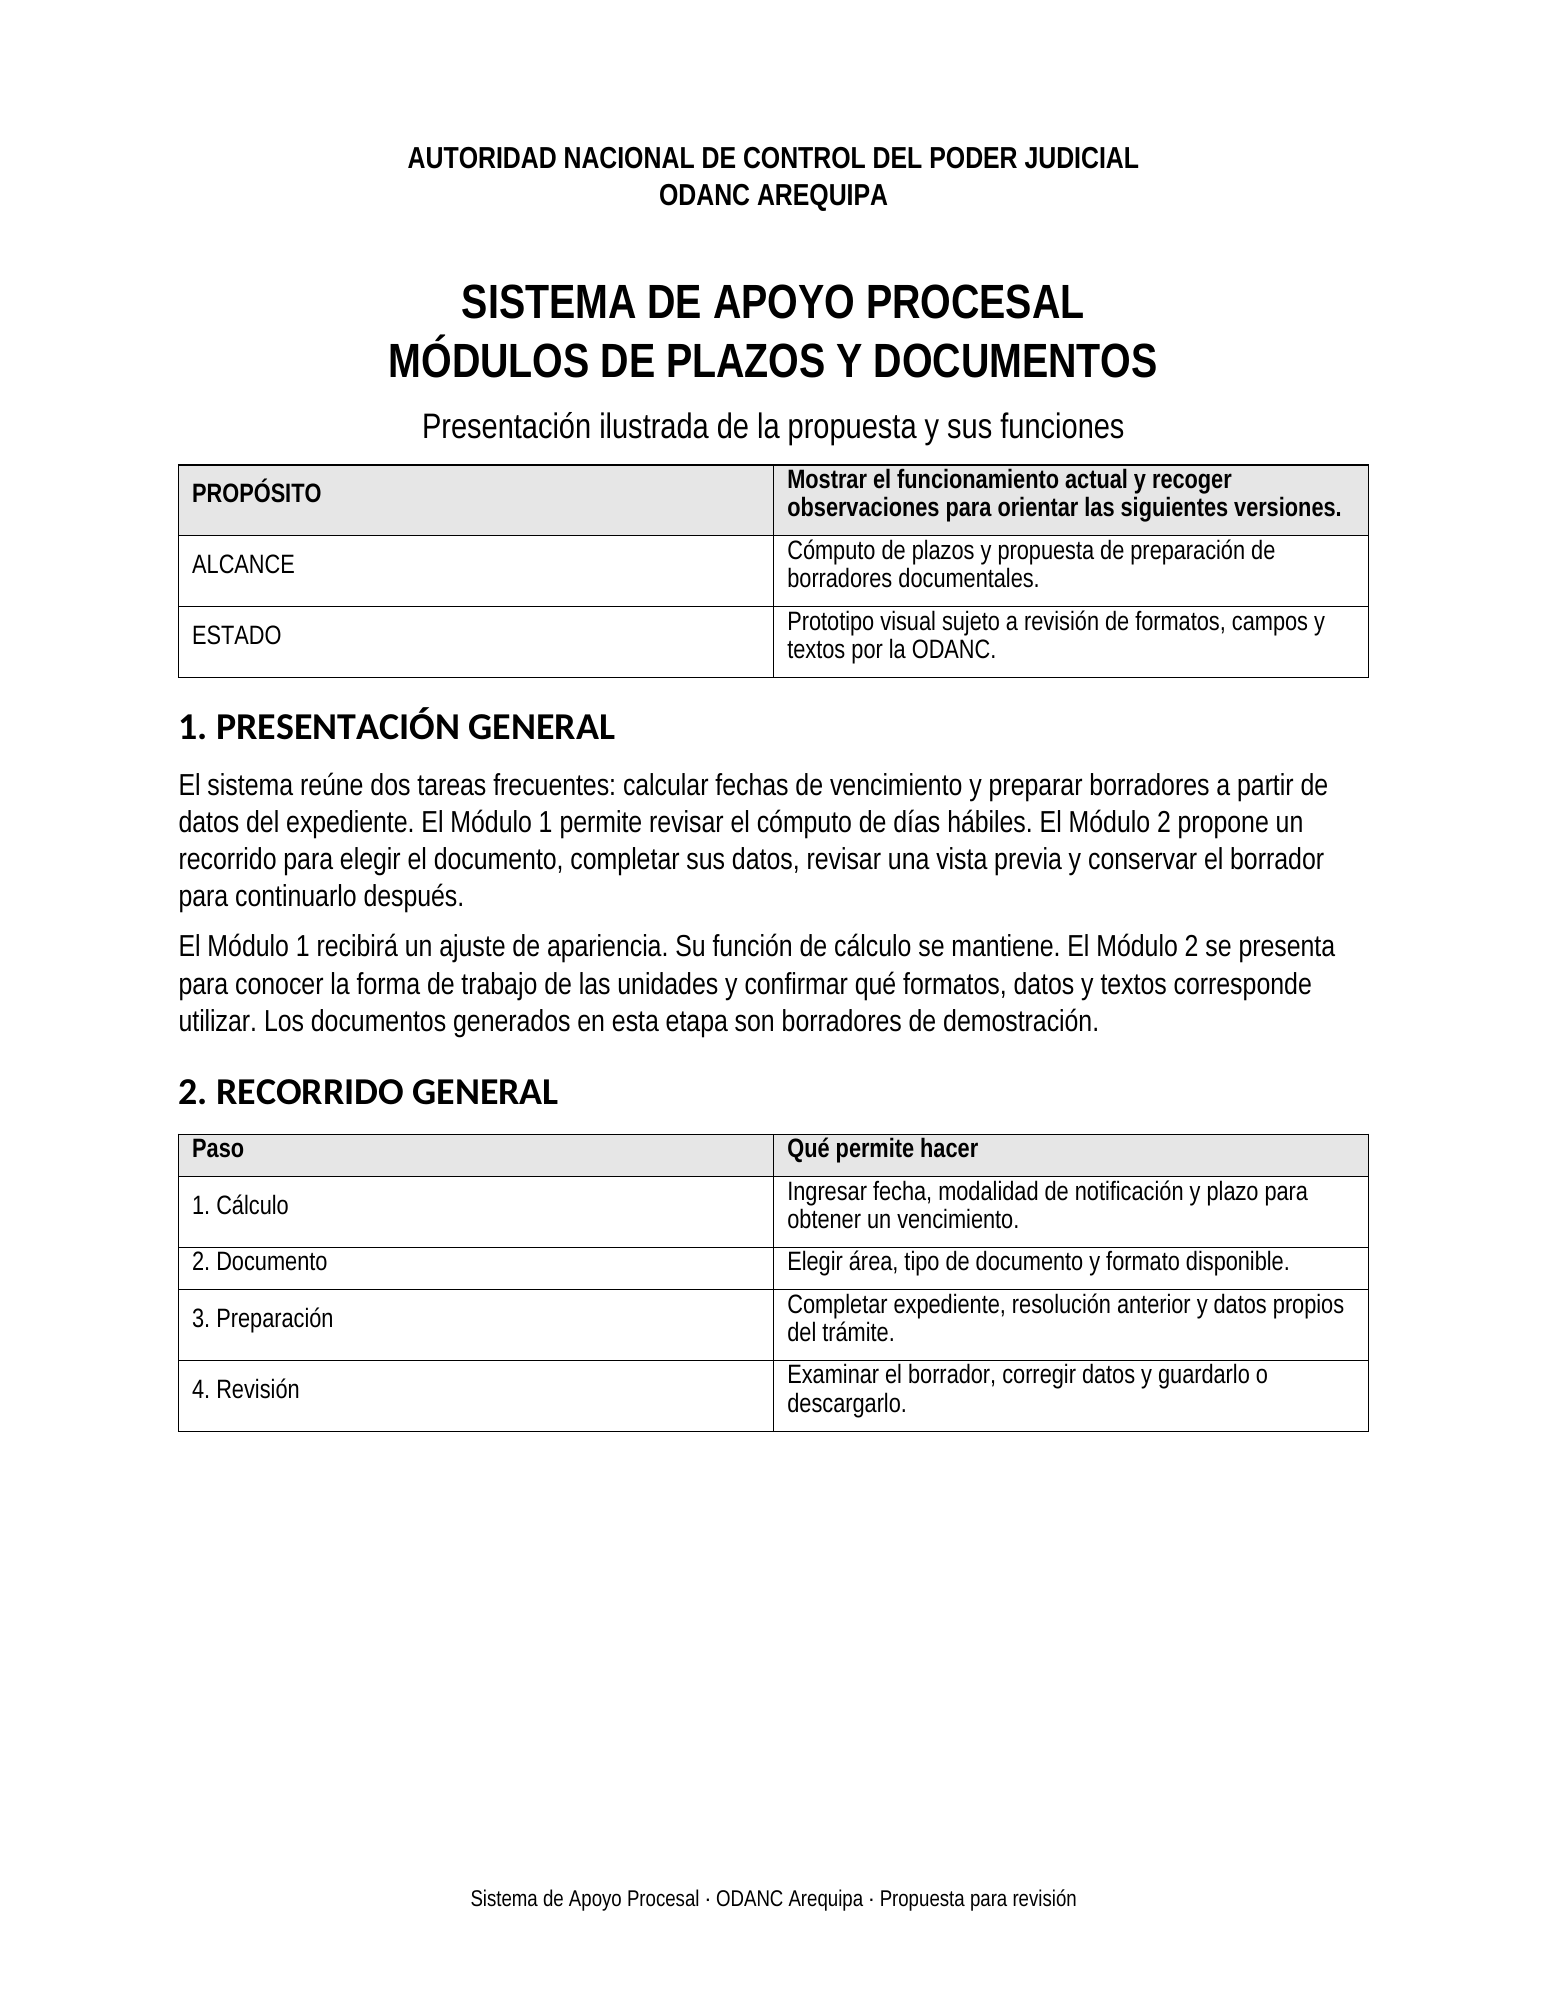 AUTORIDAD NACIONAL DE CONTROL DEL PODER JUDICIAL
ODANC AREQUIPA
SISTEMA DE APOYO PROCESAL
MÓDULOS DE PLAZOS Y DOCUMENTOS
Presentación ilustrada de la propuesta y sus funciones
PROPÓSITO
Mostrar el funcionamiento actual y recoger
observaciones para orientar las siguientes versiones.
ALCANCE
Cómputo de plazos y propuesta de preparación de
borradores documentales.
ESTADO
Prototipo visual sujeto a revisión de formatos, campos y
textos por la ODANC.
1. PRESENTACIÓN GENERAL
El sistema reúne dos tareas frecuentes: calcular fechas de vencimiento y preparar borradores a partir de
datos del expediente. El Módulo 1 permite revisar el cómputo de días hábiles. El Módulo 2 propone un
recorrido para elegir el documento, completar sus datos, revisar una vista previa y conservar el borrador
para continuarlo después.
El Módulo 1 recibirá un ajuste de apariencia. Su función de cálculo se mantiene. El Módulo 2 se presenta
para conocer la forma de trabajo de las unidades y confirmar qué formatos, datos y textos corresponde
utilizar. Los documentos generados en esta etapa son borradores de demostración.
2. RECORRIDO GENERAL
Paso
Qué permite hacer
1. Cálculo
Ingresar fecha, modalidad de notificación y plazo para
obtener un vencimiento.
2. Documento
Elegir área, tipo de documento y formato disponible.
3. Preparación
Completar expediente, resolución anterior y datos propios
del trámite.
4. Revisión
Examinar el borrador, corregir datos y guardarlo o
descargarlo.
Sistema de Apoyo Procesal · ODANC Arequipa · Propuesta para revisión